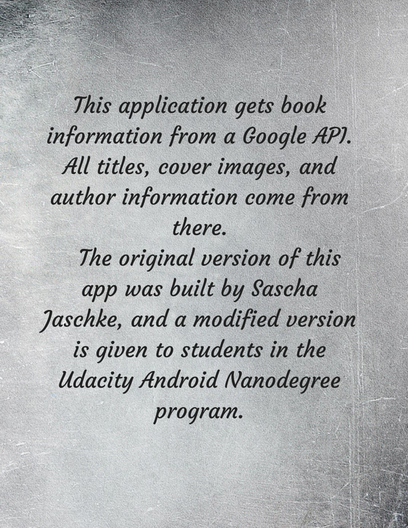 This application gets book
information from a Google API.
All titles, cover images, and
author information come from
there.
The original version of this
app was built by Sascha
Jaschke, and a modified version
is given to students in the
Udacity Android Nanodegree
program.